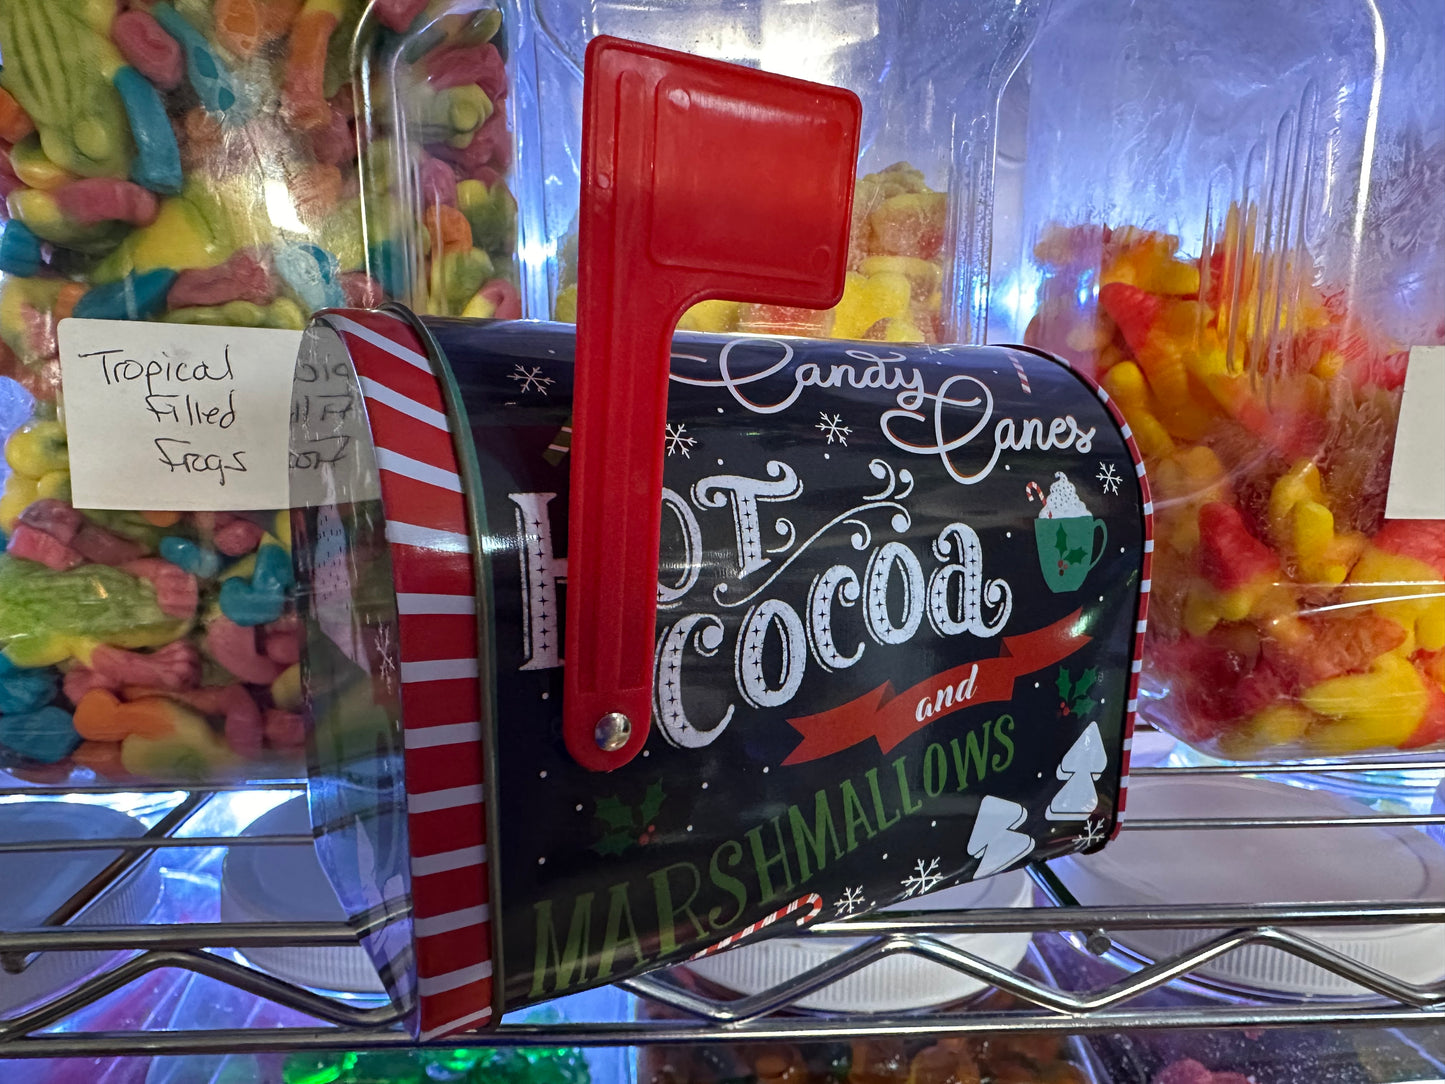 Tropical
Filled
Frogs
Candy
Canes
HOT
COCOA
and
MARSHMALLOWS